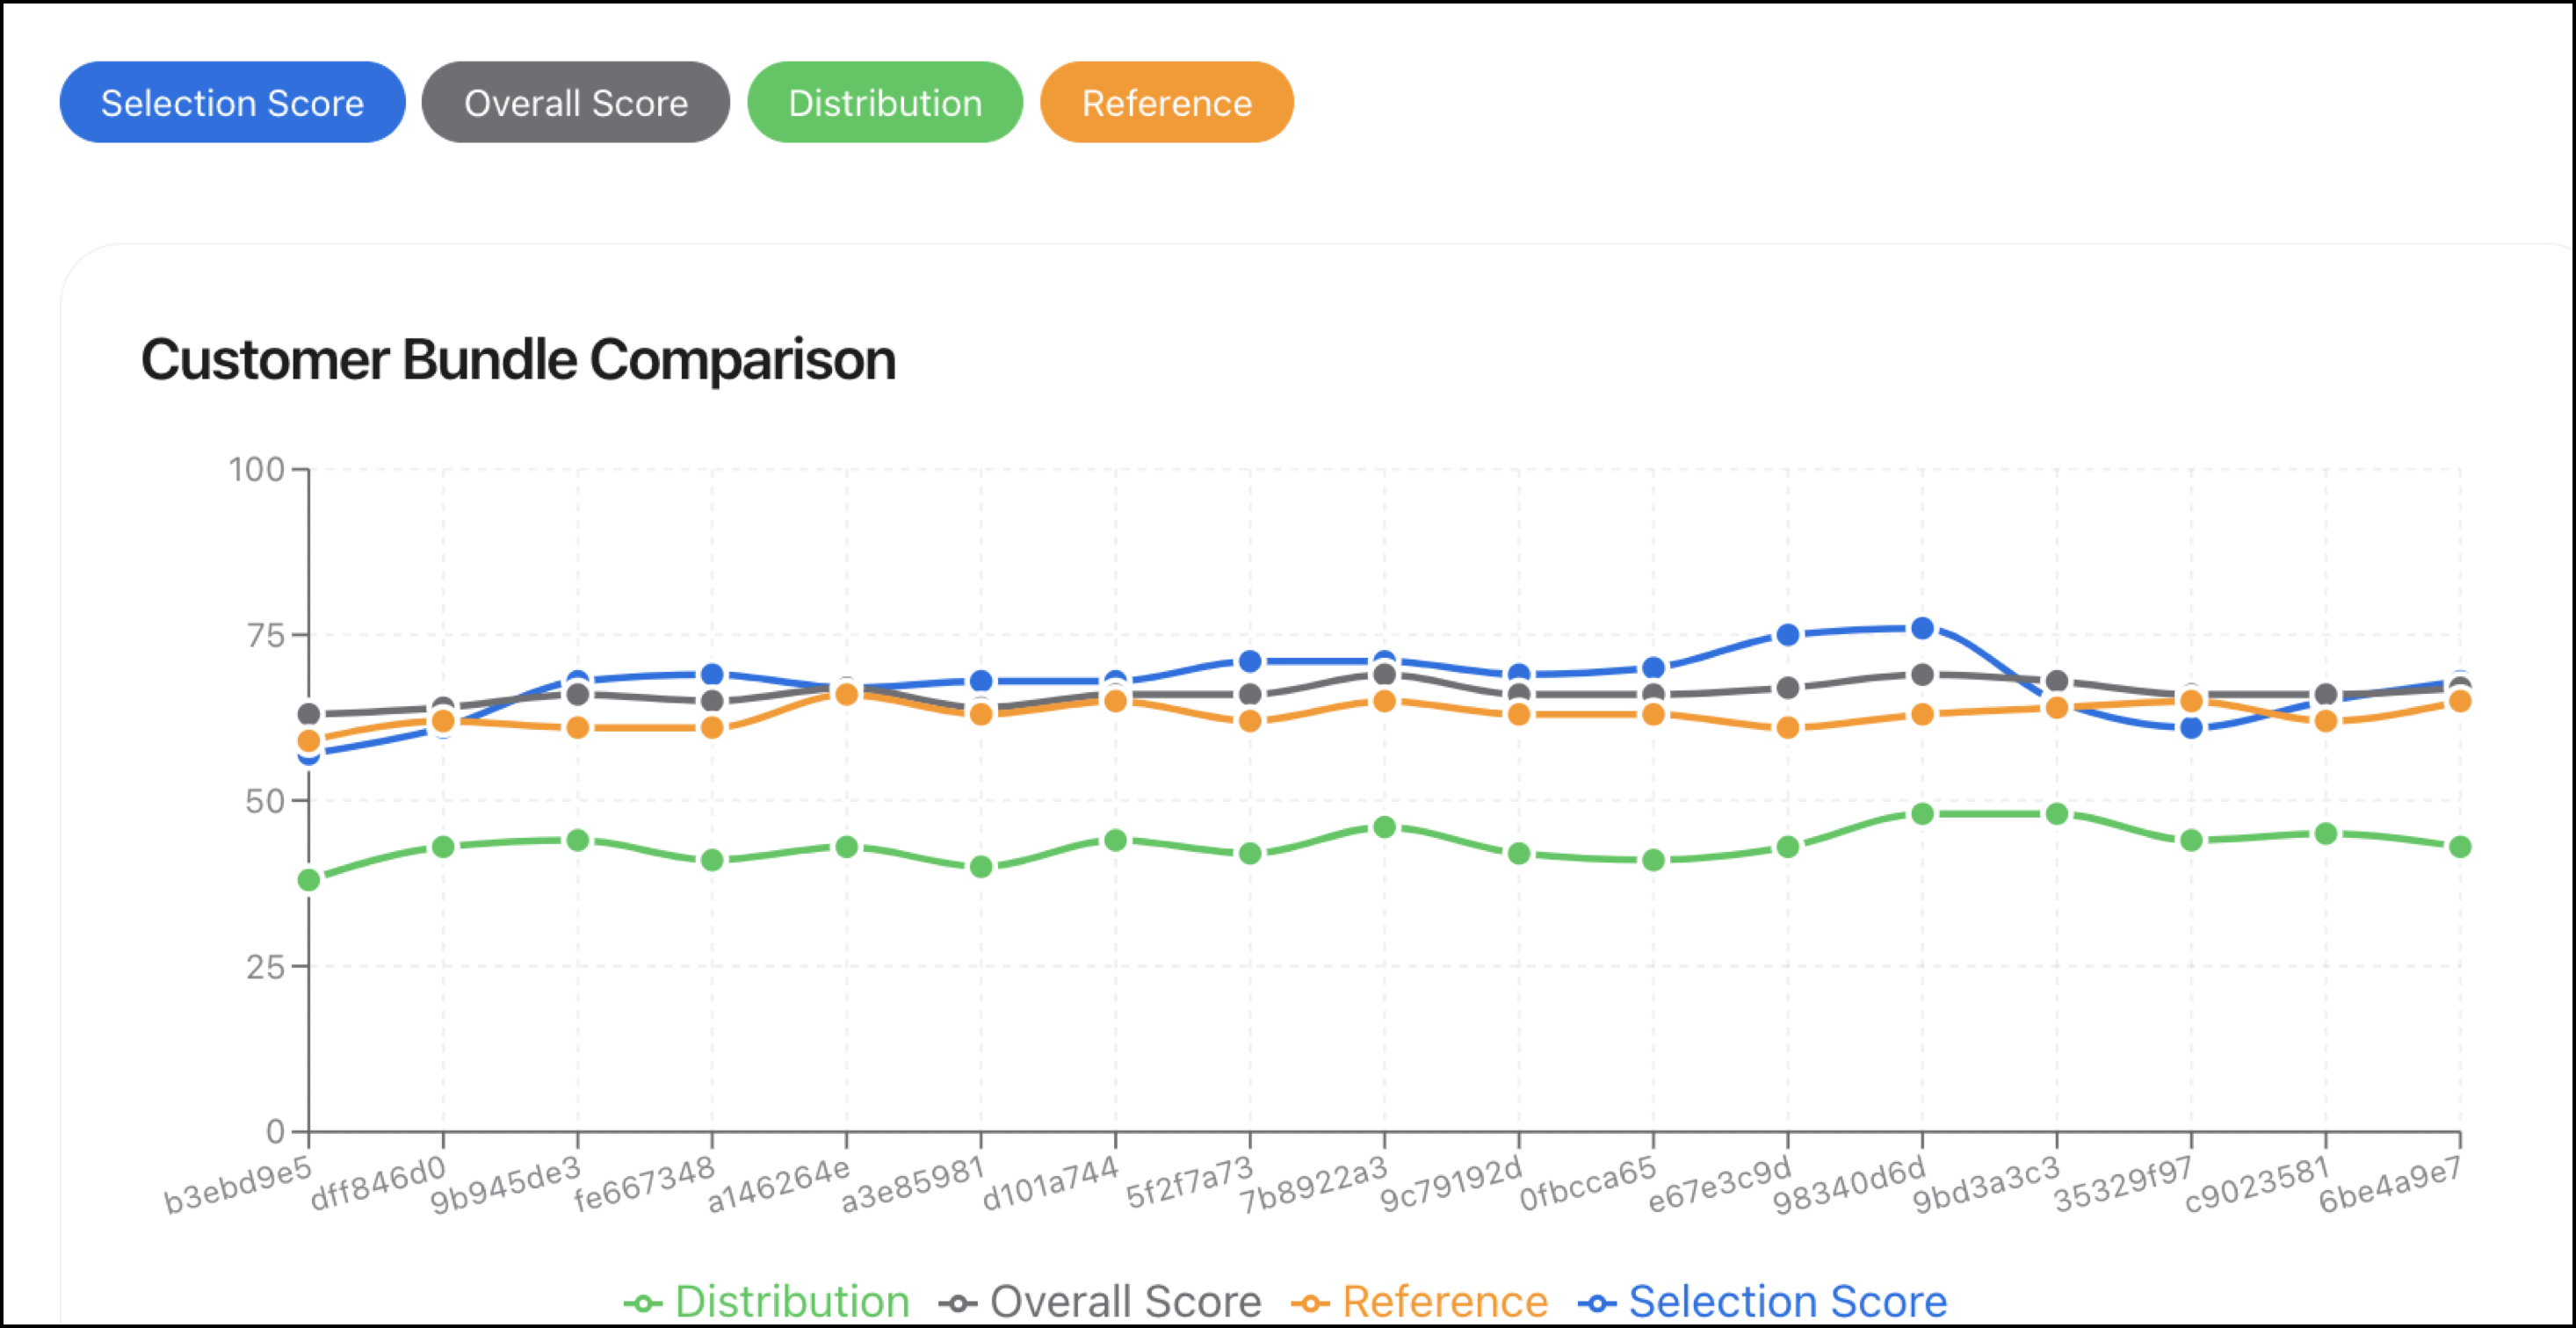 Selection Score Overall Score Distribution Reference
Customer Bundle Comparison
100
75
50
25
0
b3ebd9e5 dff846d0 9b945de3 fe667348 a146264e a3e85981 d101a744 5f2f7a73 7b8922a3 9c79192d 0fbcca65 e67e3c9d 98340d6d 9bd3a3c3 35329f97 c9023581 6be4a9e7
Distribution Overall Score Reference Selection Score